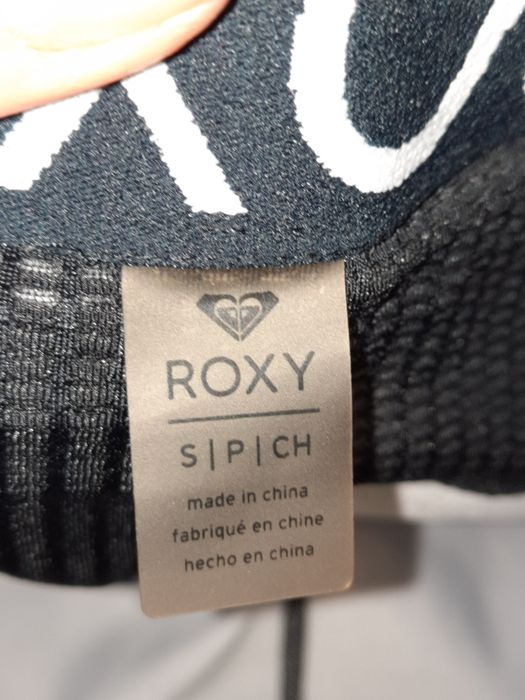 ROXY
S | P | CH
made in china
fabriqué en chine
hecho en china